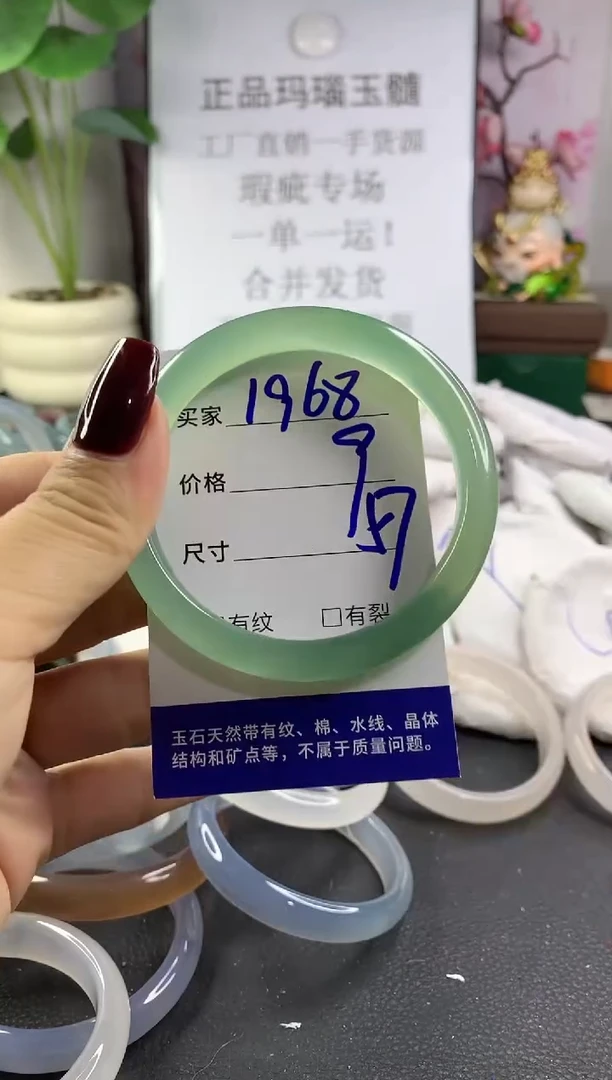 正品玛瑙玉髓
工厂直销一手货源
瑕疵专场
一单一运！
合并发货
买家 1968
价格
9月
尺寸
有纹 □有裂
玉石天然带有纹、棉、水线、晶体
结构和矿点等，不属于质量问题。